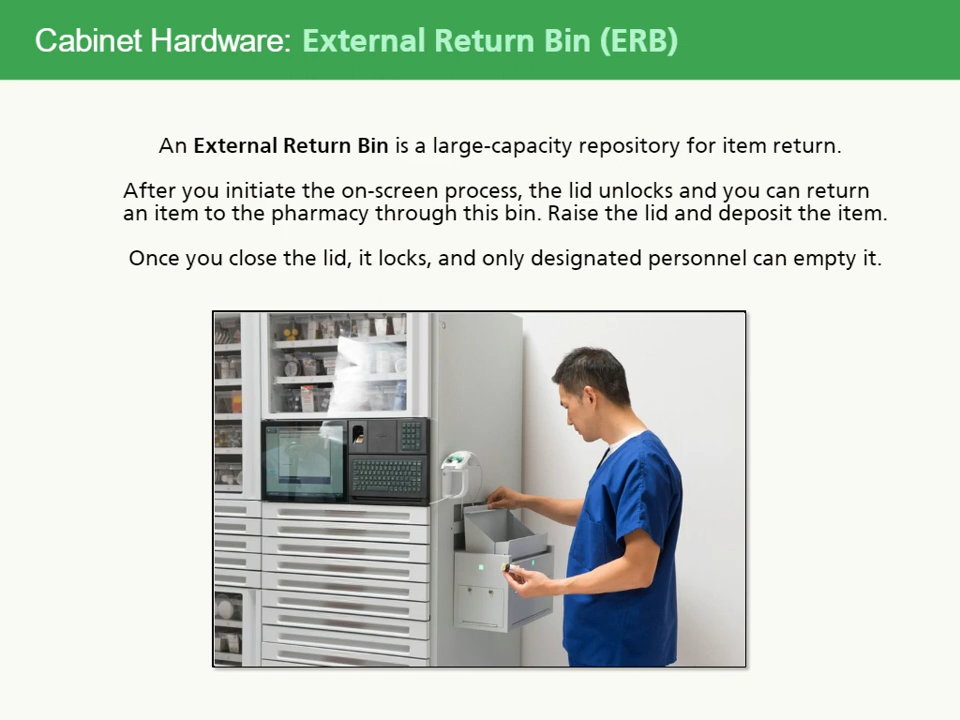 Cabinet Hardware: External Return Bin (ERB)
An External Return Bin is a large-capacity repository for item return.
After you initiate the on-screen process, the lid unlocks and you can return
an item to the pharmacy through this bin. Raise the lid and deposit the item.
Once you close the lid, it locks, and only designated personnel can empty it.